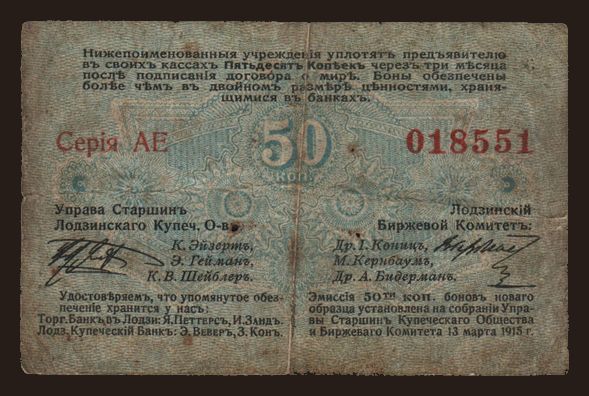 Нижепоименованныя учрежденія уплотятъ предъявителю
въ своихъ кассахъ Пятьдесятъ Копѣекъ черезъ три мѣсяца
послѣ подписанія договора о мирѣ. Боны обезпечены
болѣе чѣмъ въ двойномъ размѣрѣ цѣнностями, храня-
щимися въ банкахъ.
Серія АЕ
50
КОП.
018551
Управа Старшинъ
Лодзинскаго Купеч. О-ва
К. Эйзертъ,
Э. Гейманъ,
К. В. Шейблеръ.
Лодзинскій
Биржевой Комитетъ:
Др. I. Коницъ,
М. Кернбаумъ,
Др. А. Бидерманъ.
Удостовѣряемъ, что упомянутое обез-
печеніе хранится у насъ:
Торг. Банкъ въ Лодзи: Я. Петтерсъ, И. Зандъ.
Лодз. Купеческій Банкъ: Э. Веверъ, З. Конъ.
Эмиссія 50ти коп. боновъ новаго
образца установлена на собраніи Упра-
вы Старшинъ Купеческаго Общества
и Биржеваго Комитета 13 марта 1915 г.